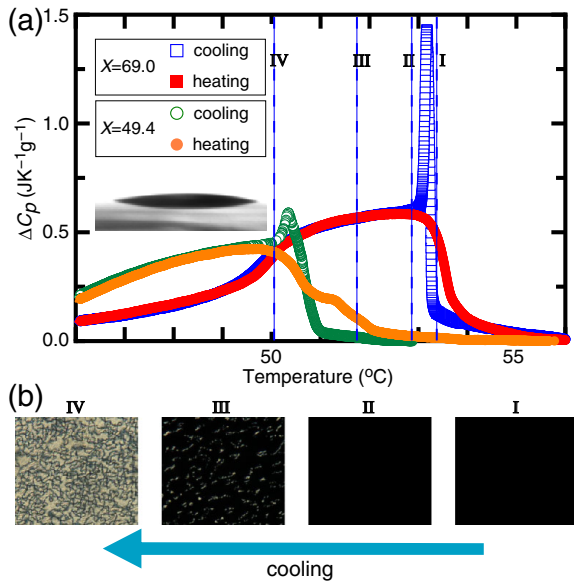 (a)
1.5
1.0
0.5
0.0
ΔCp (JK⁻¹g⁻¹)
X=69.0
cooling
heating
X=49.4
cooling
heating
IV III II I
50 55
Temperature (°C)
(b)
IV III II I
cooling